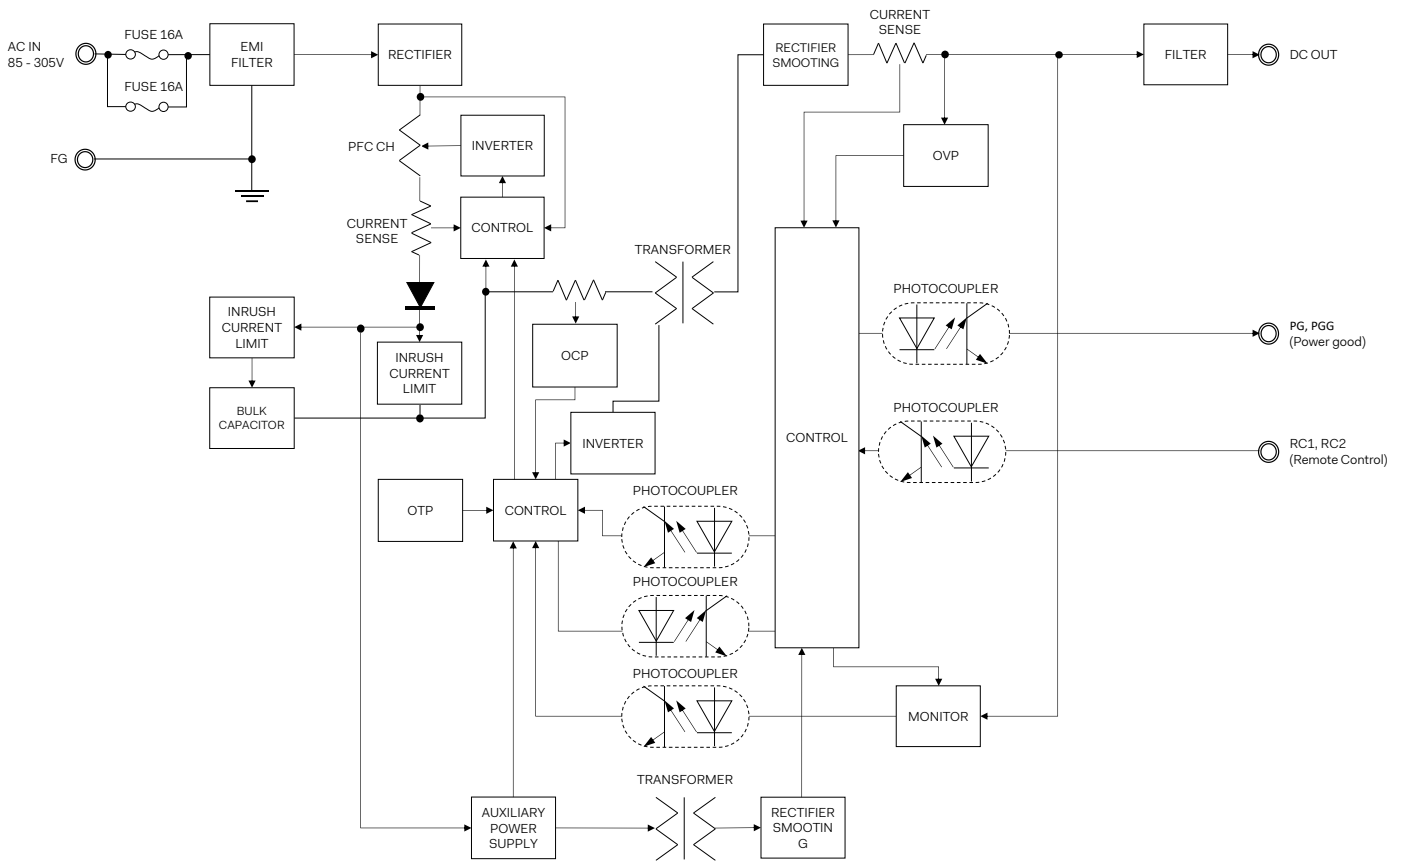 AC IN
85 - 305V
FUSE 16A
FUSE 16A
EMI
FILTER
RECTIFIER
FG
PFC CH
INVERTER
CURRENT
SENSE
CONTROL
INRUSH
CURRENT
LIMIT
INRUSH
CURRENT
LIMIT
BULK
CAPACITOR
OCP
INVERTER
TRANSFORMER
RECTIFIER
SMOOTING
CURRENT
SENSE
FILTER
DC OUT
OVP
PHOTOCOUPLER
PG, PGG
(Power good)
PHOTOCOUPLER
RC1, RC2
(Remote Control)
CONTROL
OTP
CONTROL
PHOTOCOUPLER
PHOTOCOUPLER
PHOTOCOUPLER
MONITOR
TRANSFORMER
AUXILIARY
POWER
SUPPLY
RECTIFIER
SMOOTIN
G